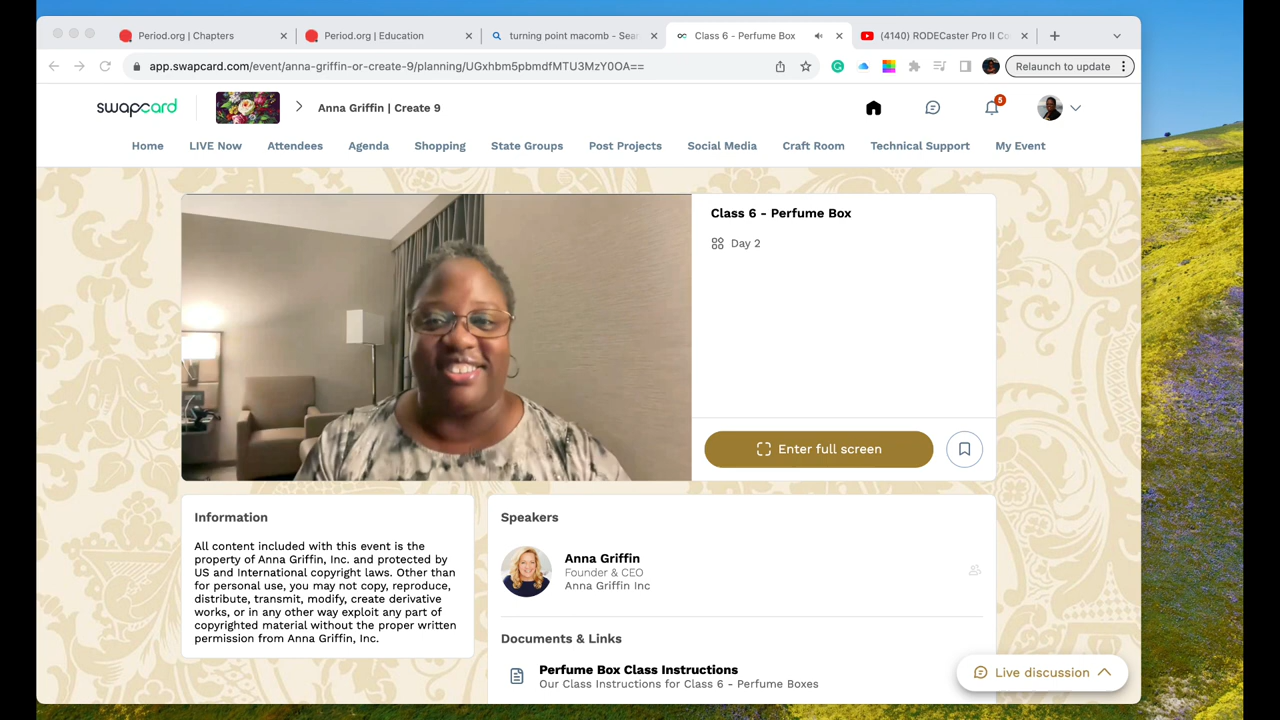 Period.org | Chapters
Period.org | Education
turning point macomb - Sear
Class 6 - Perfume Box
(4140) RODECaster Pro II Co
app.swapcard.com/event/anna-griffin-or-create-9/planning/UGxhbm5pbmdfMTU3MzY0OA==
Relaunch to update
swapcard
Anna Griffin | Create 9
5
Home
LIVE Now
Attendees
Agenda
Shopping
State Groups
Post Projects
Social Media
Craft Room
Technical Support
My Event
Class 6 - Perfume Box
Day 2
Enter full screen
Information
All content included with this event is the
property of Anna Griffin, Inc. and protected by
US and International copyright laws. Other than
for personal use, you may not copy, reproduce,
distribute, transmit, modify, create derivative
works, or in any other way exploit any part of
copyrighted material without the proper written
permission from Anna Griffin, Inc.
Speakers
Anna Griffin
Founder & CEO
Anna Griffin Inc
Documents & Links
Perfume Box Class Instructions
Our Class Instructions for Class 6 - Perfume Boxes
Live discussion